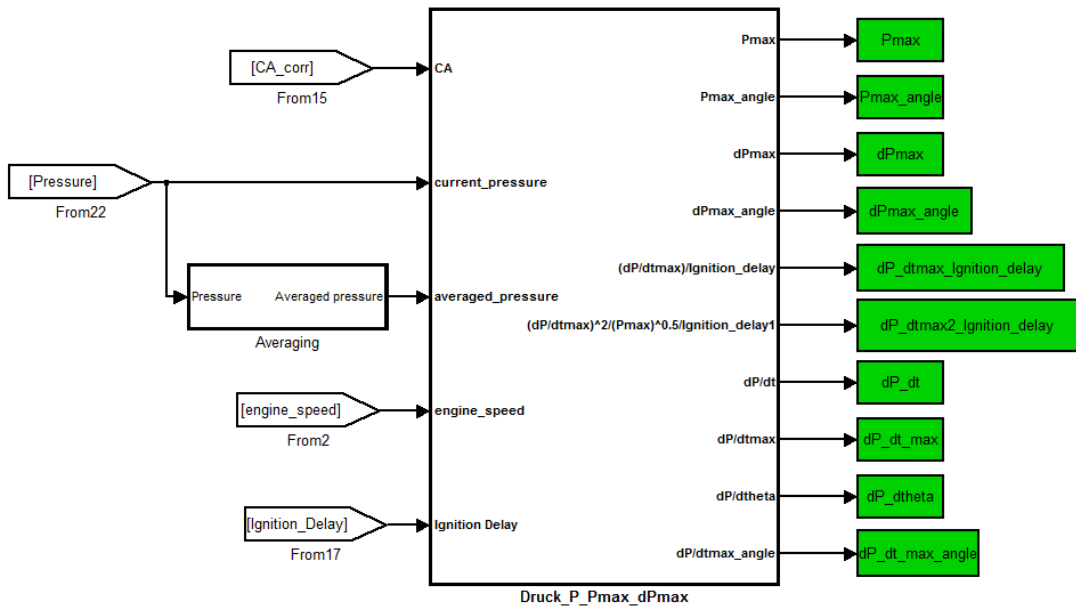 [CA_corr]
From15
[Pressure]
From22
Pressure
Averaged pressure
Averaging
[engine_speed]
From2
[Ignition_Delay]
From17
CA
current_pressure
averaged_pressure
engine_speed
Ignition Delay
Pmax
Pmax_angle
dPmax
dPmax_angle
(dP/dtmax)/Ignition_delay
(dP/dtmax)^2/(Pmax)^0.5/Ignition_delay1
dP/dt
dP/dtmax
dP/dtheta
dP/dtmax_angle
Druck_P_Pmax_dPmax
Pmax
Pmax_angle
dPmax
dPmax_angle
dP_dtmax_Ignition_delay
dP_dtmax2_Ignition_delay
dP_dt
dP_dt_max
dP_dtheta
dP_dt_max_angle